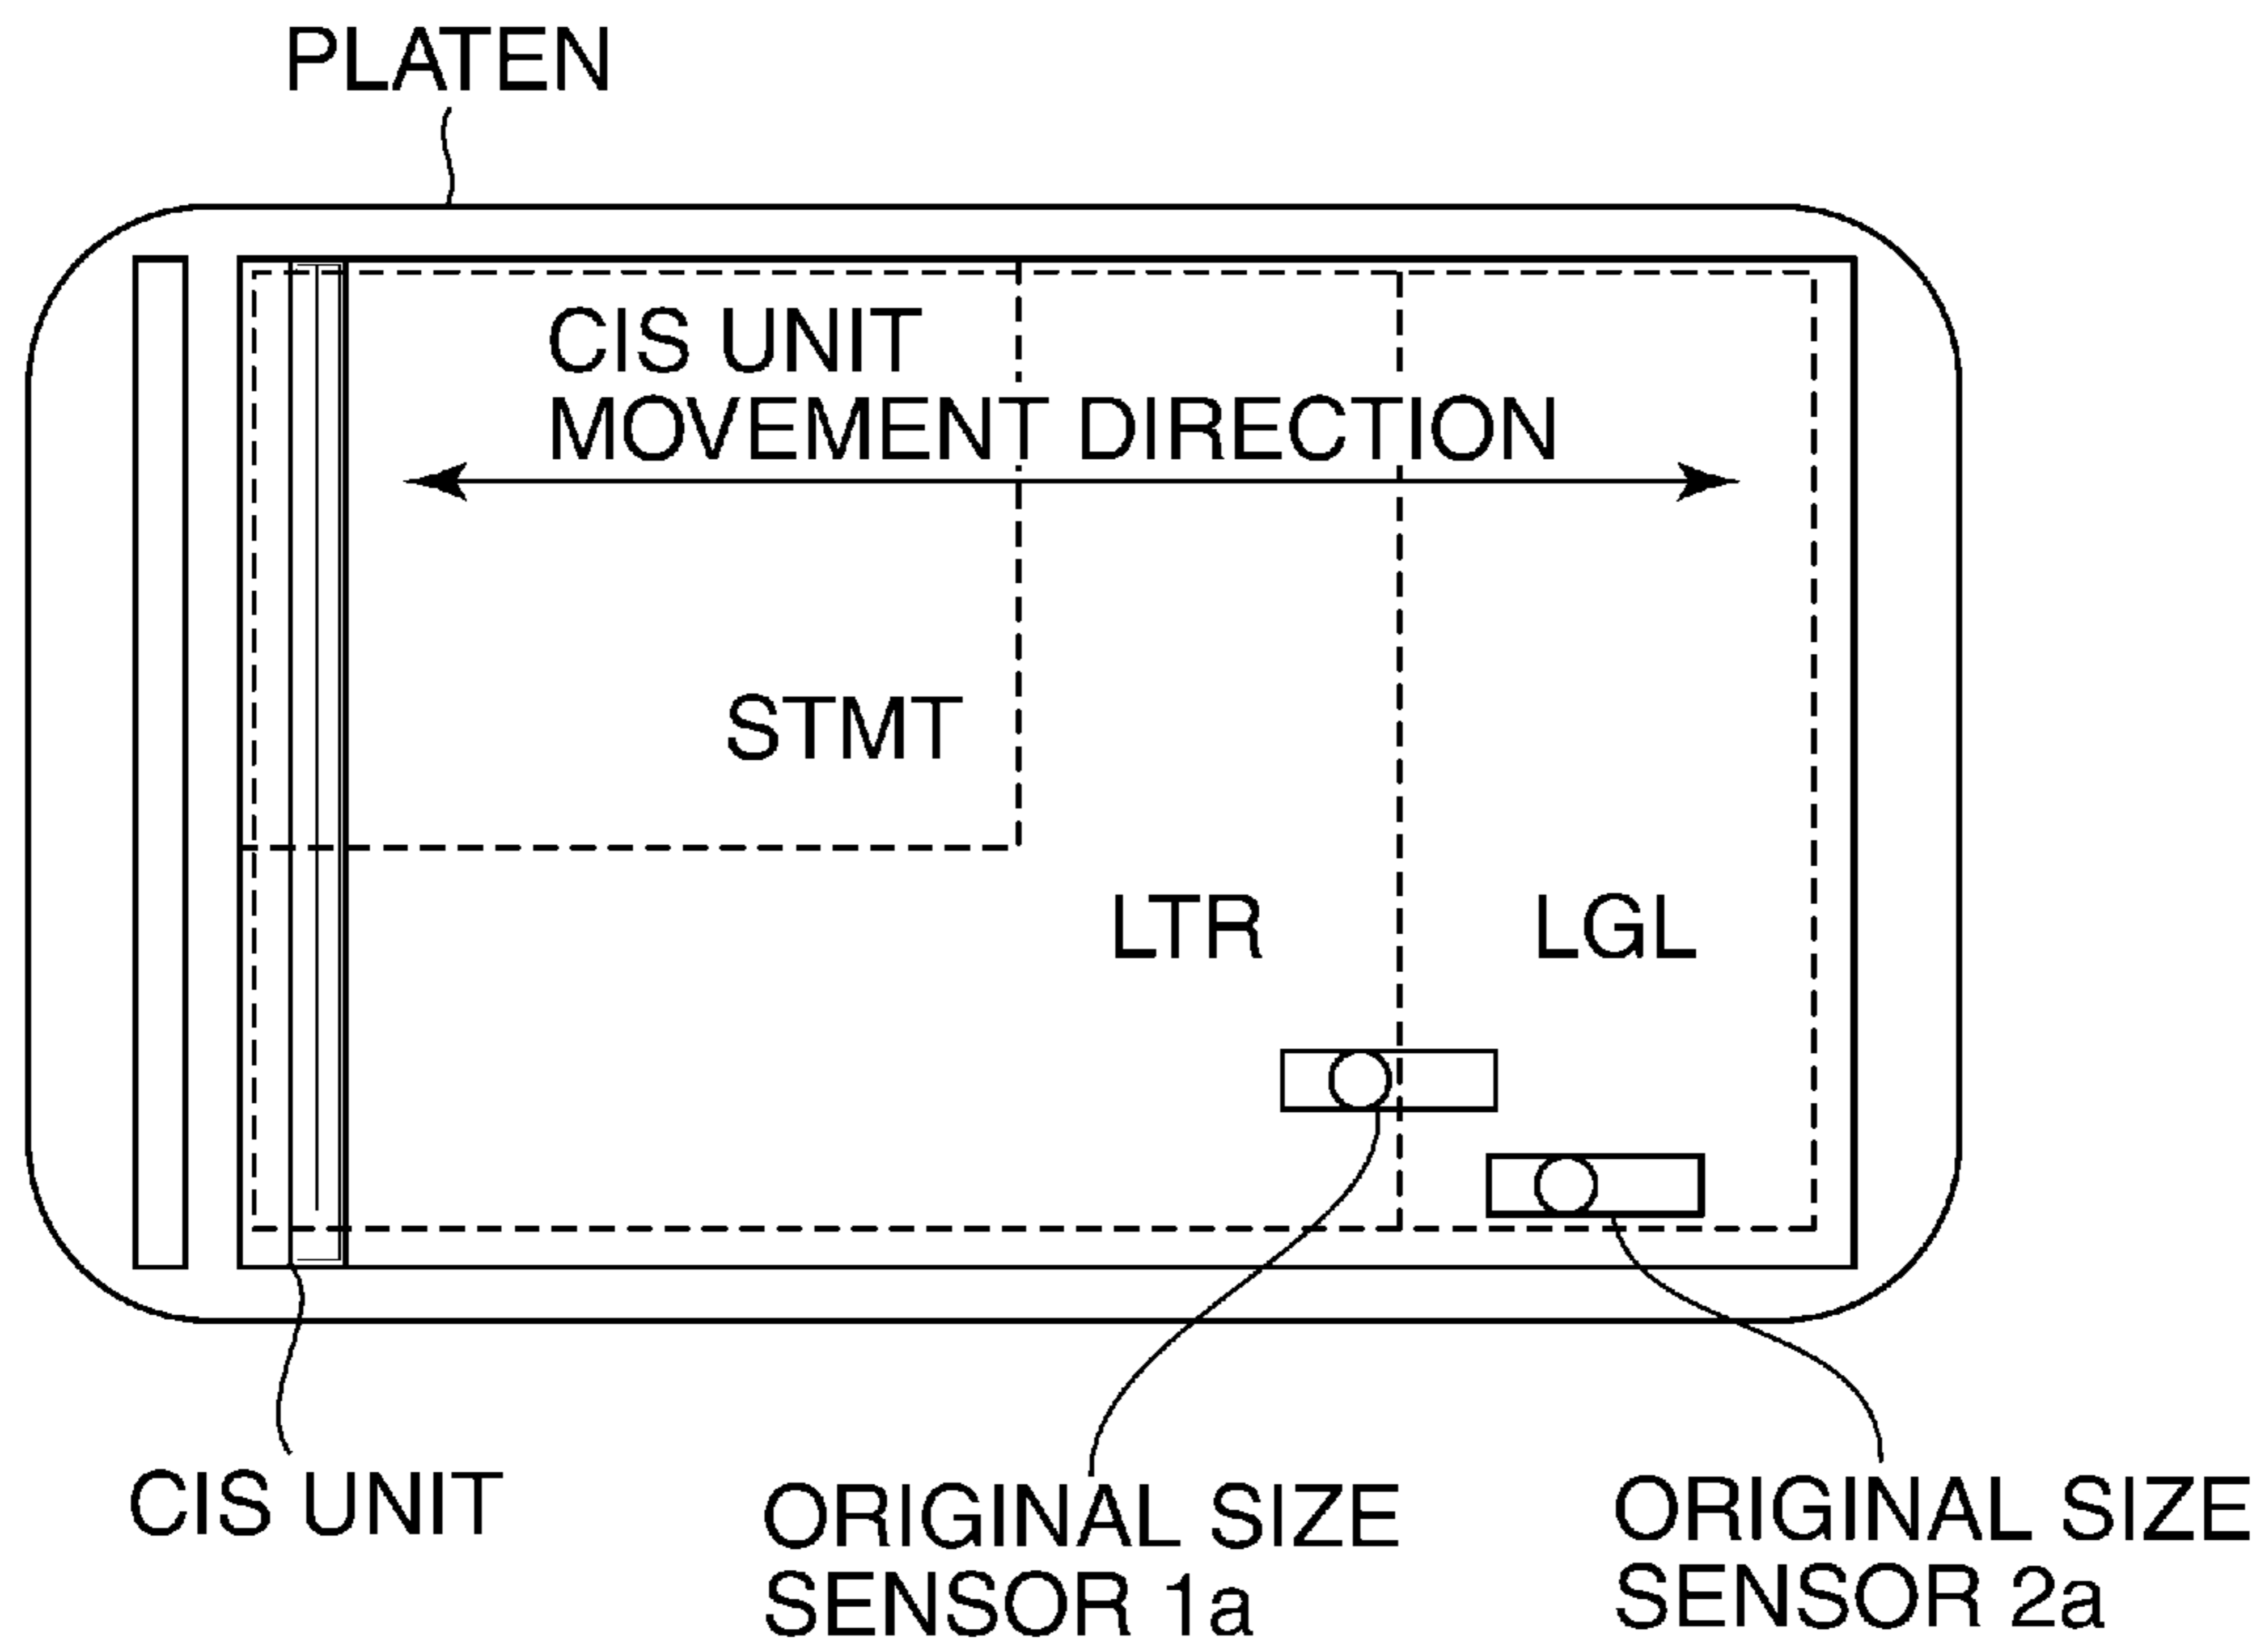 PLATEN
CIS UNIT
MOVEMENT DIRECTION
STMT
LTR
LGL
CIS UNIT
ORIGINAL SIZE
SENSOR 1a
ORIGINAL SIZE
SENSOR 2a